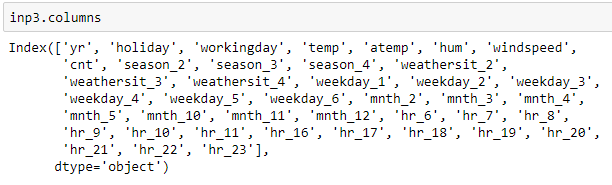 inp3.columns
Index(['yr', 'holiday', 'workingday', 'temp', 'atemp', 'hum', 'windspeed',
'cnt', 'season_2', 'season_3', 'season_4', 'weathersit_2',
'weathersit_3', 'weathersit_4', 'weekday_1', 'weekday_2', 'weekday_3',
'weekday_4', 'weekday_5', 'weekday_6', 'mnth_2', 'mnth_3', 'mnth_4',
'mnth_5', 'mnth_10', 'mnth_11', 'mnth_12', 'hr_6', 'hr_7', 'hr_8',
'hr_9', 'hr_10', 'hr_11', 'hr_16', 'hr_17', 'hr_18', 'hr_19', 'hr_20',
'hr_21', 'hr_22', 'hr_23'],
dtype='object')